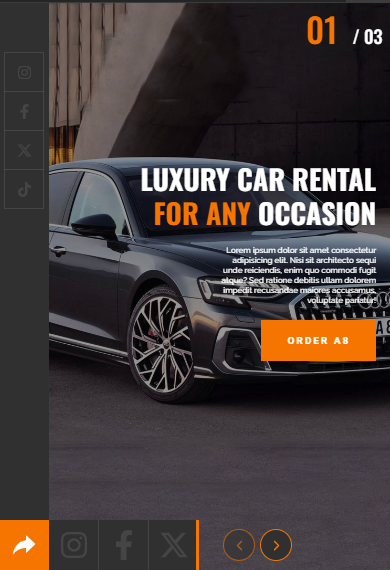 01 / 03
LUXURY CAR RENTAL
FOR ANY OCCASION
Lorem ipsum dolor sit amet consectetur
adipisicing elit. Nisi sit architecto sequi
unde reiciendis, enim quo commodi fugit
atque? Sed ratione debitis ullam dolorem
impedit recusandae maiores accusamus,
voluptate pariatur!
ORDER A8